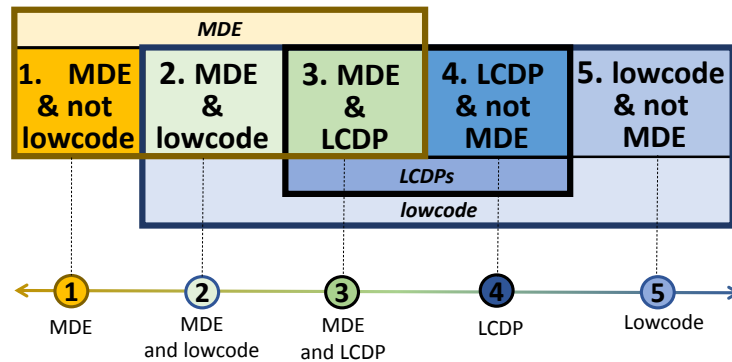 MDE
1. MDE
& not
lowcode
2. MDE
&
lowcode
3. MDE
&
LCDP
4. LCDP
& not
MDE
5. lowcode
& not
MDE
LCDPs
lowcode
1
2
3
4
5
MDE
MDE
and lowcode
MDE
and LCDP
LCDP
Lowcode